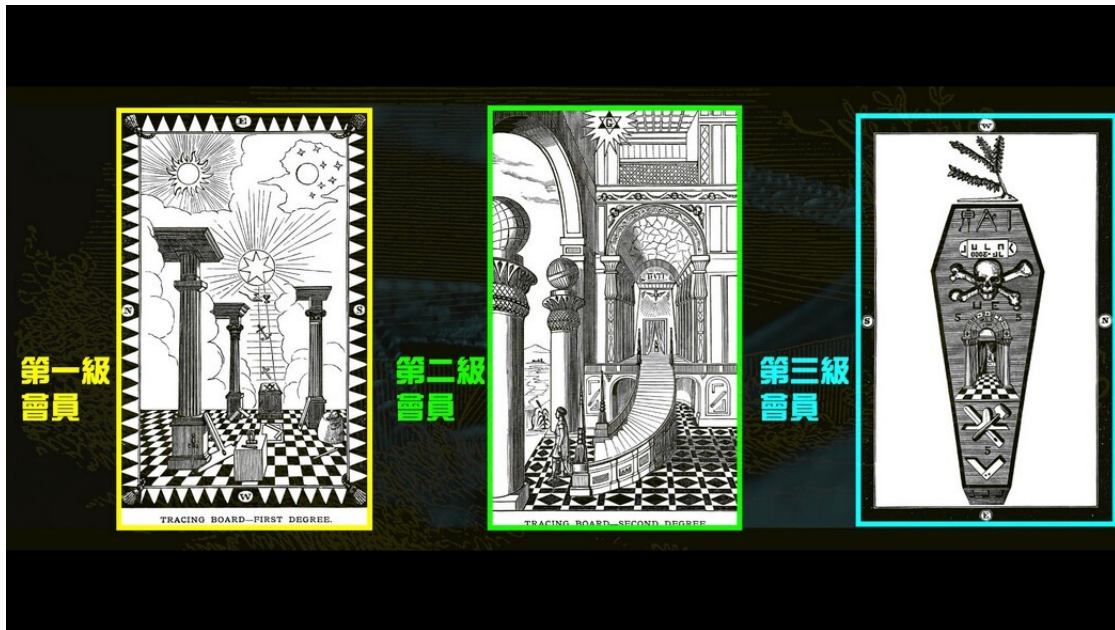 第一級
會員
E
N
S
W
TRACING BOARD—FIRST DEGREE.
第二級
會員
G
TRACING BOARD—SECOND DEGREE
第三級
會員
W
S
N
E